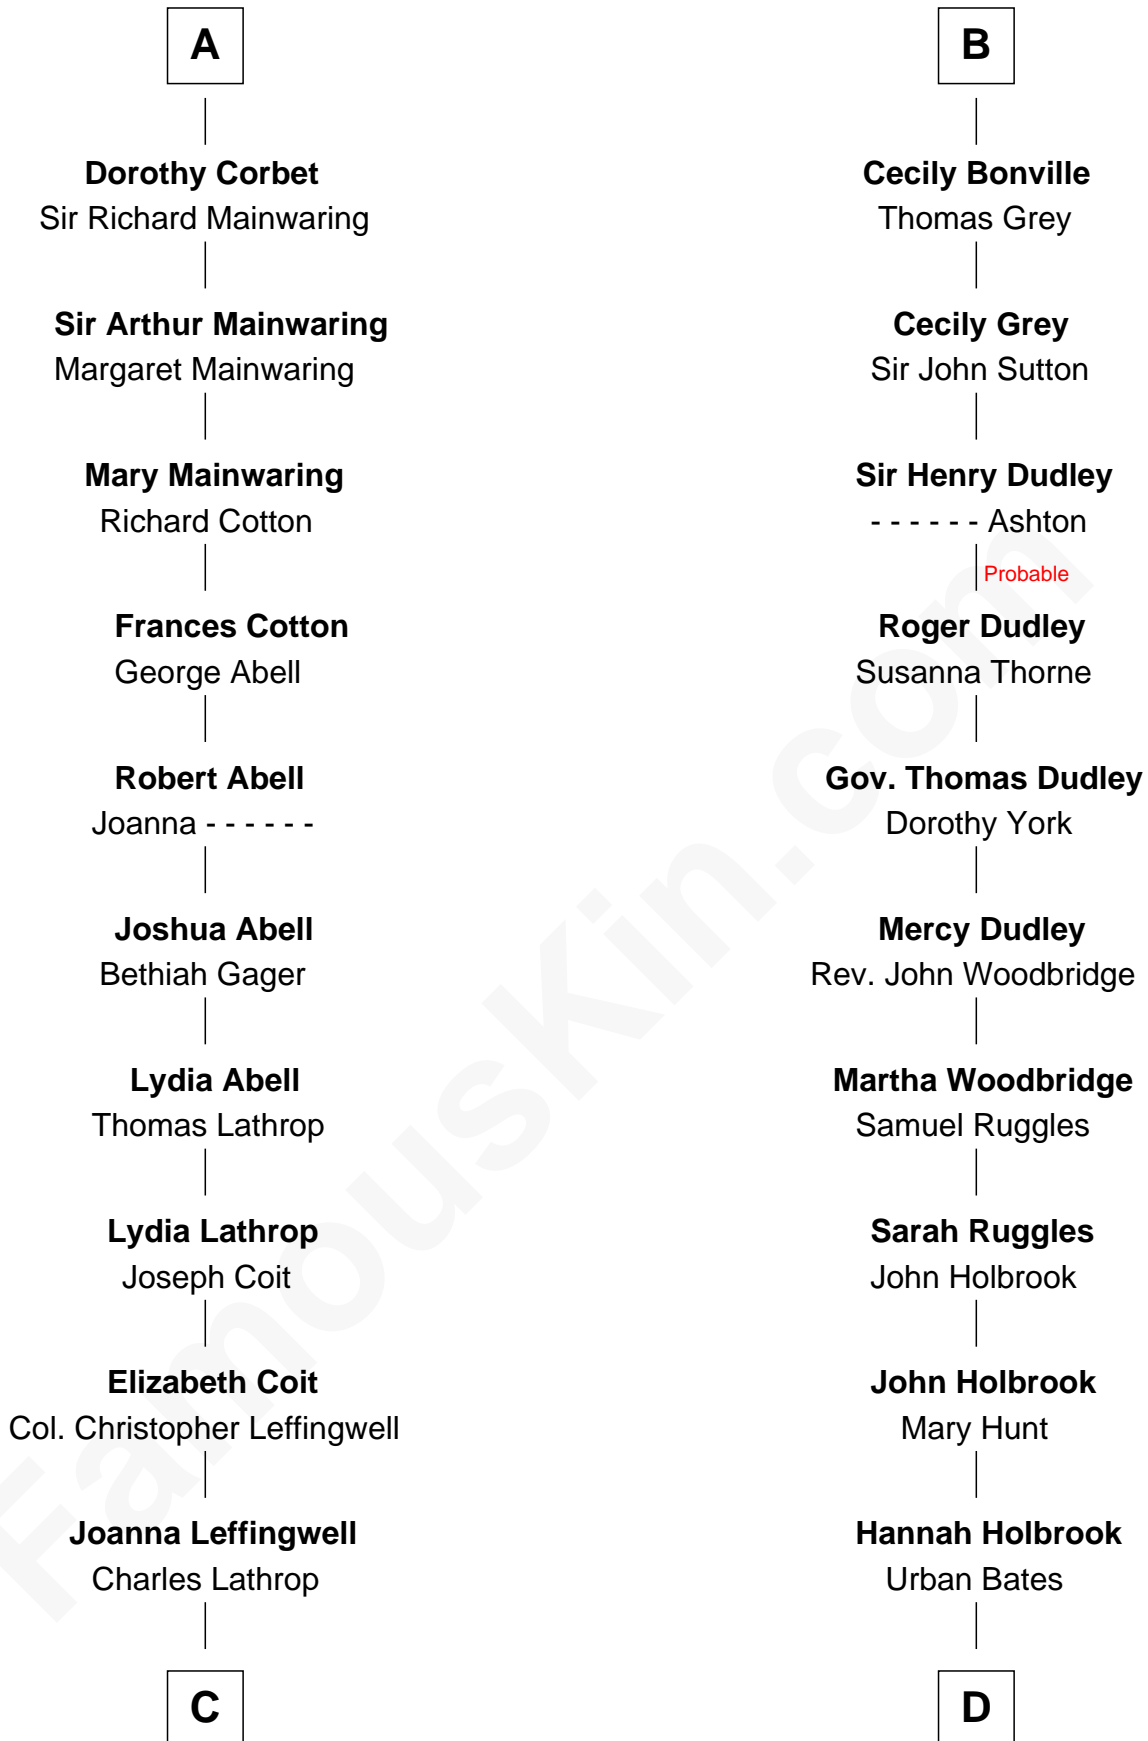 A
Dorothy Corbet
Sir Richard Mainwaring
Sir Arthur Mainwaring
Margaret Mainwaring
Mary Mainwaring
Richard Cotton
Frances Cotton
George Abell
Robert Abell
Joanna - - - - - -
Joshua Abell
Bethiah Gager
Lydia Abell
Thomas Lathrop
Lydia Lathrop
Joseph Coit
Elizabeth Coit
Col. Christopher Leffingwell
Joanna Leffingwell
Charles Lathrop
C
B
Cecily Bonville
Thomas Grey
Cecily Grey
Sir John Sutton
Sir Henry Dudley
- - - - - - Ashton
Probable
Roger Dudley
Susanna Thorne
Gov. Thomas Dudley
Dorothy York
Mercy Dudley
Rev. John Woodbridge
Martha Woodbridge
Samuel Ruggles
Sarah Ruggles
John Holbrook
John Holbrook
Mary Hunt
Hannah Holbrook
Urban Bates
D
FamousKin.com